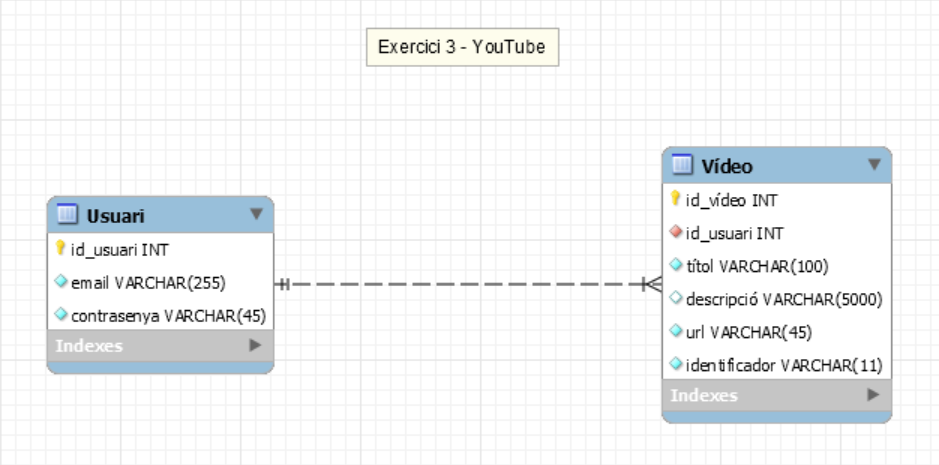 Exercici 3 - YouTube
Usuari
id_usuari INT
email VARCHAR(255)
contrasenya VARCHAR(45)
Indexes
Vídeo
id_vídeo INT
id_usuari INT
títol VARCHAR(100)
descripció VARCHAR(5000)
url VARCHAR(45)
identificador VARCHAR(11)
Indexes